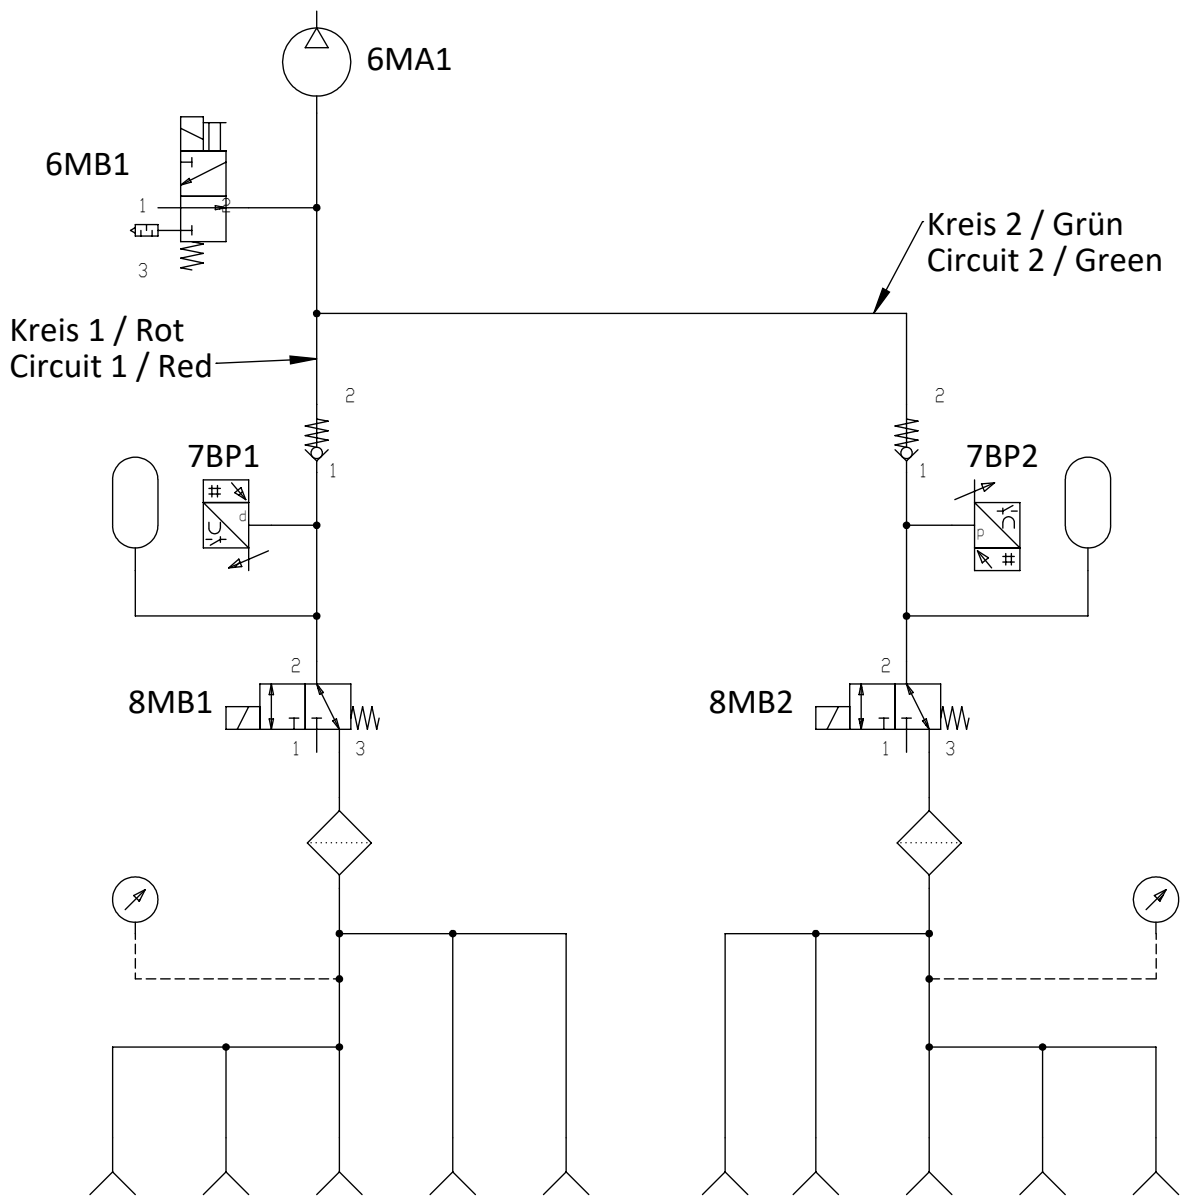 6MA1
6MB1
1
2
3
Kreis 2 / Grün
Circuit 2 / Green
Kreis 1 / Rot
Circuit 1 / Red
2
2
7BP1
7BP2
1
1
#
d
p
#
2
2
8MB1
8MB2
1
3
1
3